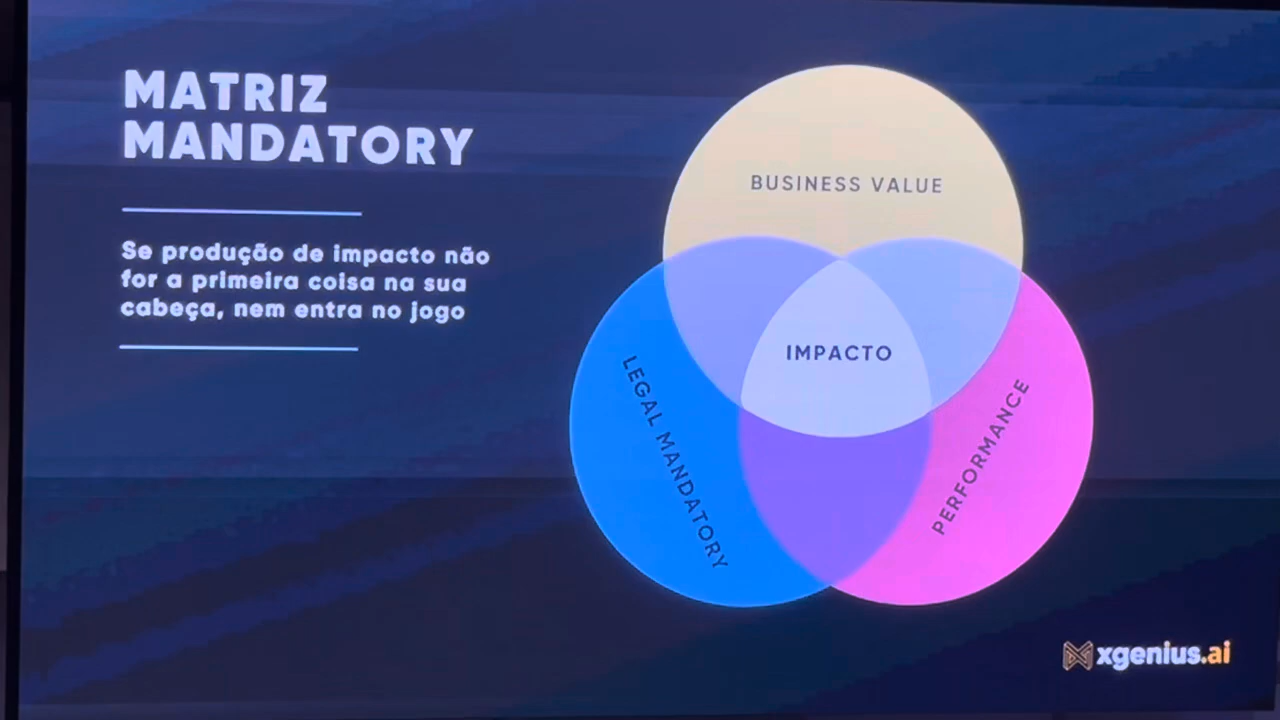 MATRIZ
MANDATORY
Se produção de impacto não
for a primeira coisa na sua
cabeça, nem entra no jogo
BUSINESS VALUE
IMPACTO
LEGAL MANDATORY
PERFORMANCE
xgenius.ai